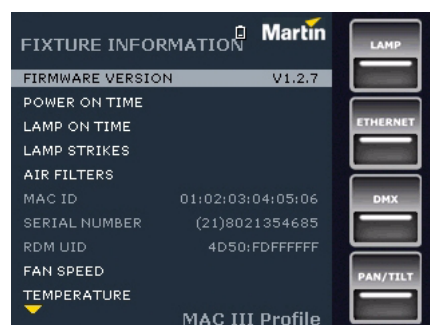 Martin
FIXTURE INFORMATION
FIRMWARE VERSION V1.2.7
POWER ON TIME
LAMP ON TIME
LAMP STRIKES
AIR FILTERS
MAC ID 01:02:03:04:05:06
SERIAL NUMBER (21)8021354685
RDM UID 4D50:FDFFFFFF
FAN SPEED
TEMPERATURE
MAC III Profile
LAMP
ETHERNET
DMX
PAN/TILT